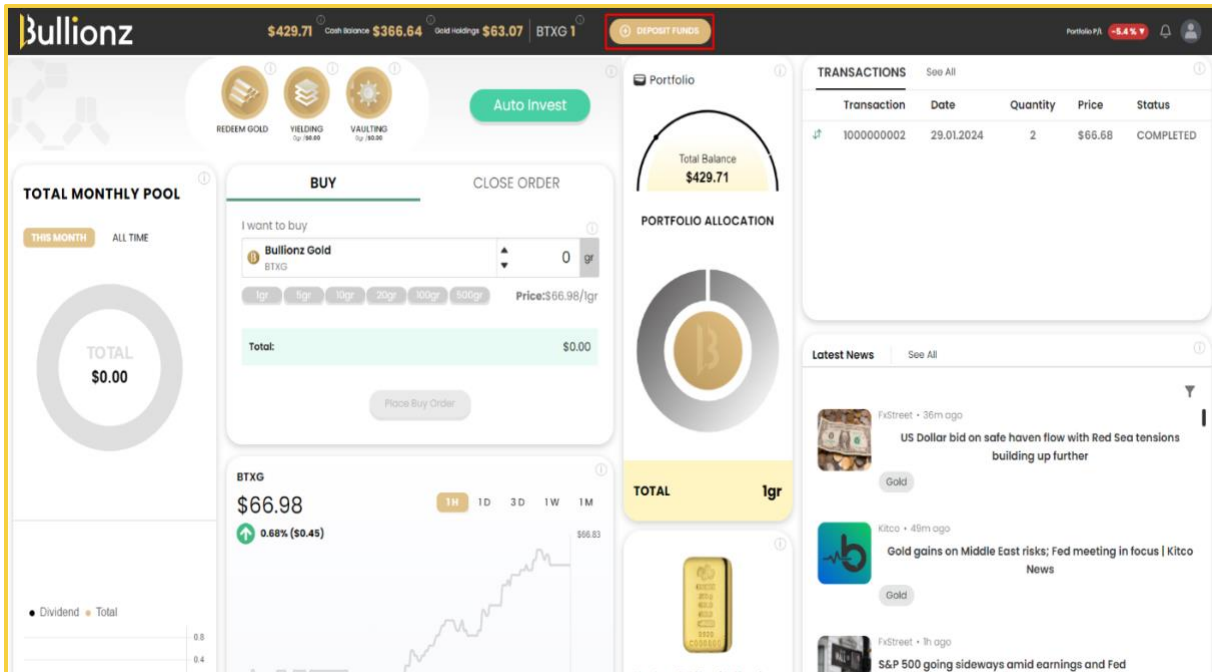 Bullionz
$429.71 Cash Balance $366.64 Gold Holdings $63.07 BTXG 1 DEPOSIT FUNDS Portfolio P/L -5.4% ▼
REDEEM GOLD YIELDING VAULTING
0gr /$0.00 0gr /$0.00
Auto Invest
TOTAL MONTHLY POOL
THIS MONTH ALL TIME
TOTAL
$0.00
Dividend Total
0.8
0.4
BUY CLOSE ORDER
I want to buy
Bullionz Gold
BTXG
0 gr
1gr 5gr 10gr 20gr 100gr 500gr Price:$66.98/1gr
Total: $0.00
Place Buy Order
BTXG
$66.98
1H 1D 3D 1W 1M
0.68% ($0.45)
$66.83
Portfolio
Total Balance
$429.71
PORTFOLIO ALLOCATION
TOTAL 1gr
TRANSACTIONS See All
Transaction Date Quantity Price Status
1000000002 29.01.2024 2 $66.68 COMPLETED
Latest News See All
FxStreet • 36m ago
US Dollar bid on safe haven flow with Red Sea tensions
building up further
Gold
Kitco • 49m ago
Gold gains on Middle East risks; Fed meeting in focus | Kitco
News
Gold
FxStreet • 1h ago
S&P 500 going sideways amid earnings and Fed